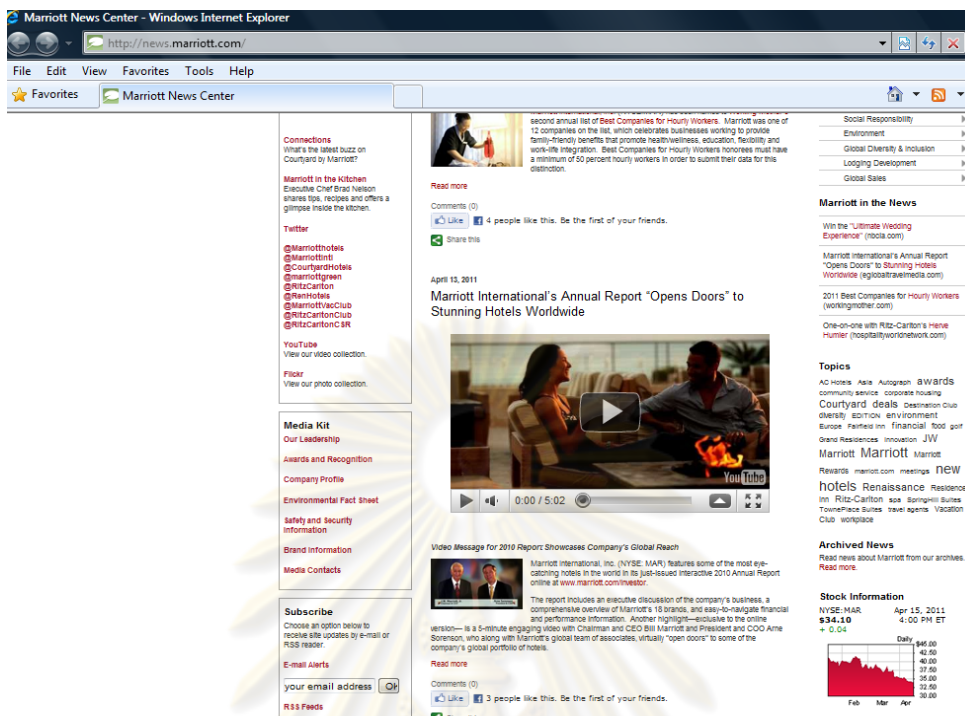 Marriott News Center - Windows Internet Explorer
http://news.marriott.com/
File Edit View Favorites Tools Help
Favorites
Marriott News Center
Connections
What's the latest buzz on
Courtyard by Marriott?
Marriott in the Kitchen
Executive Chef Brad Nelson
shares tips, recipes and offers a
glimpse inside the kitchen.
Twitter
@Marriotthotels
@MarriottIntl
@CourtyardHotels
@marriottgreen
@RitzCarlton
@RenHotels
@MarriottVacClub
@RitzCarltonClub
@RitzCarltonCSR
YouTube
View our video collection.
Flickr
View our photo collection.
Media Kit
Our Leadership
Awards and Recognition
Company Profile
Environmental Fact Sheet
Safety and Security
Information
Brand Information
Media Contacts
Subscribe
Choose an option below to
receive site updates by e-mail or
RSS reader.
E-mail Alerts
your email address
RSS Feeds
second annual list of Best Companies for Hourly Workers. Marriott was one of
12 companies on the list, which celebrates businesses working to provide
family-friendly benefits that promote health/wellness, education, flexibility and
work-life integration. Best Companies for Hourly Workers honorees must have
a minimum of 50 percent hourly workers in order to submit their data for this
distinction.
Read more
Comments (0)
Like 4 people like this. Be the first of your friends.
Share this
April 13, 2011
Marriott International's Annual Report "Opens Doors" to
Stunning Hotels Worldwide
YouTube
0:00 / 5:02
Video Message for 2010 Report Showcases Company's Global Reach
Marriott International, Inc. (NYSE: MAR) features some of the most eye-
catching hotels in the world in its just-issued interactive 2010 Annual Report
online at www.marriott.com/investor.
The report includes an executive discussion of the company's business, a
comprehensive overview of Marriott's 18 brands, and easy-to-navigate financial
and performance information. Another highlight—exclusive to the online
version— is a 5-minute engaging video with Chairman and CEO Bill Marriott and President and COO Arne
Sorenson, who along with Marriott's global team of associates, virtually "open doors" to some of the
company's global portfolio of hotels.
Read more
Comments (0)
Like 3 people like this. Be the first of your friends.
Social Responsibility
Environment
Global Diversity & Inclusion
Lodging Development
Global Sales
Marriott in the News
Win the "Ultimate Wedding
Experience" (nbcla.com)
Marriott International's Annual Report
"Opens Doors" to Stunning Hotels
Worldwide (eglobaltravelmedia.com)
2011 Best Companies for Hourly Workers
(workingmother.com)
One-on-one with Ritz-Carlton's Herve
Humler (hospitalityworldnetwork.com)
Topics
AC Hotels Asia Autograph awards
community service corporate housing
Courtyard deals Destination Club
diversity EDITION environment
Europe Fairfield Inn financial food golf
Grand Residences innovation JW
Marriott Marriott Marriott
Rewards marriott.com meetings new
hotels Renaissance Residence
Inn Ritz-Carlton spa SpringHill Suites
TownePlace Suites travel agents Vacation
Club workplace
Archived News
Read news about Marriott from our archives.
Read more.
Stock Information
NYSE:MAR Apr 15, 2011
$34.10 4:00 PM ET
+ 0.04
Daily
$45.00
42.50
40.00
37.50
35.00
32.50
30.00
Feb Mar Apr